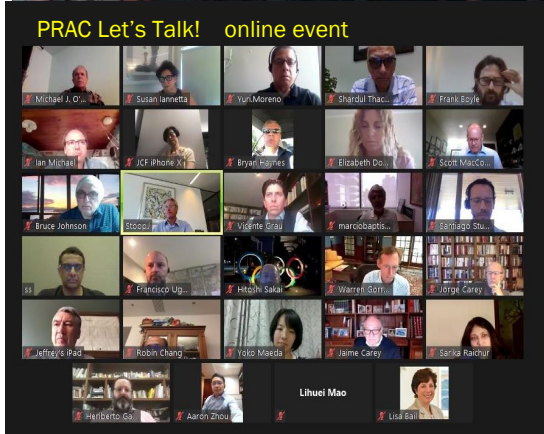 PRAC Let's Talk!    online event
Michael J. O'...
Susan Iannetta
Yuri.Moreno
Shardul Thac...
Frank Boyle
Ian Michael
JCF iPhone X
Bryan Haynes
Elizabeth Do...
Scott MacCo...
Bruce Johnson
Stoop.
Vicente Grau
marciobaptis...
Santiago Stu...
ss
Francisco Ug...
Hitoshi Sakai
Warren Gorr...
Jorge Carey
Jeffrey's iPad
Robin Chang
Yoko Maeda
Jaime Carey
Sarika Raichur
Heriberto Ga
Aaron Zhou
Lihuei Mao
Lisa Bail